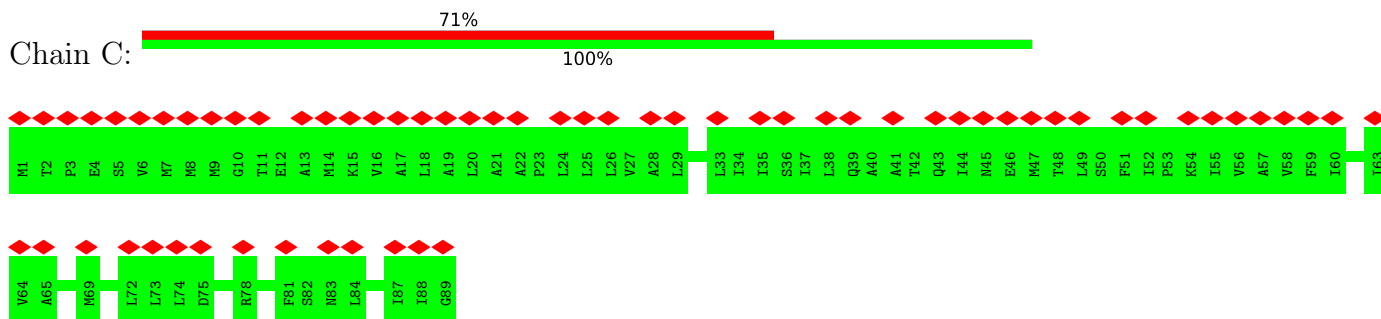 71%
Chain C:
100%
M1 T2 P3 E4 S5 V6 M7 M8 M9 G10 T11 E12 A13 M14 K15 V16 A17 L18 A19 L20 A21 A22 P23 L24 L25 L26 V27 A28 L29 L33 I34 I35 S36 I37 L38 Q39 A40 A41 T42 Q43 I44 N45 E46 M47 T48 L49 S50 F51 I52 P53 K54 I55 V56 A57 V58 F59 I60 I63
V64 A65 M69 L72 L73 L74 D75 R78 F81 S82 N83 L84 I87 I88 G89